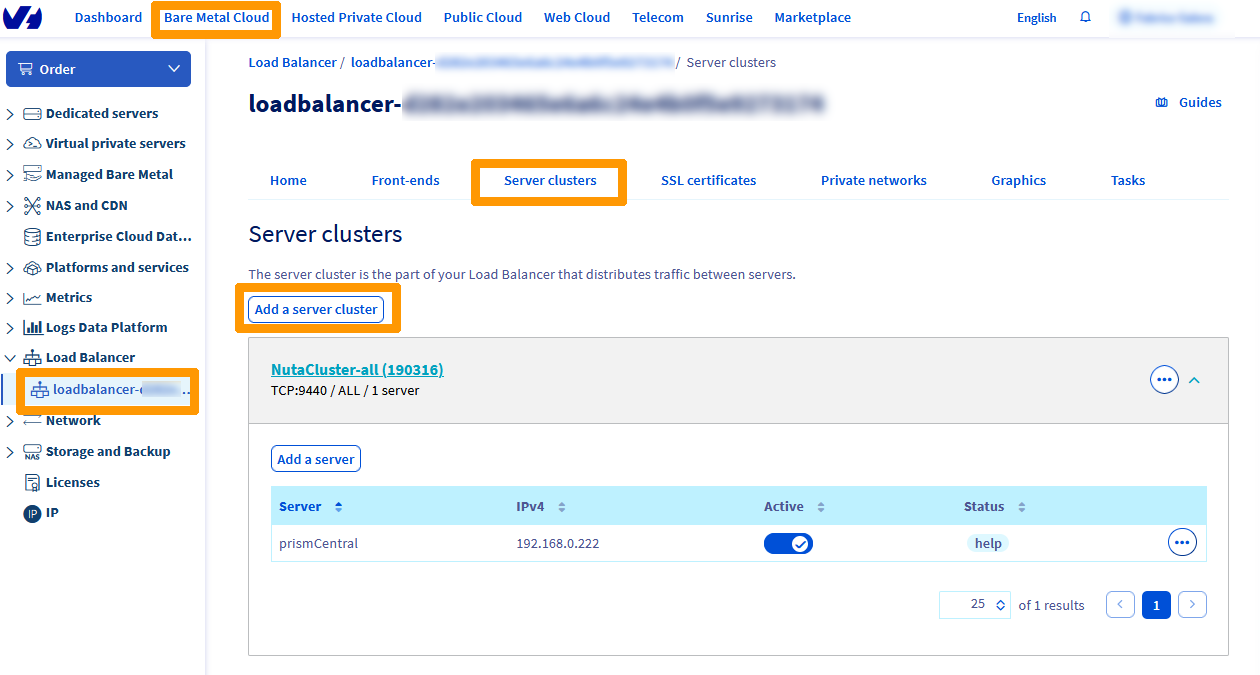 Dashboard Bare Metal Cloud Hosted Private Cloud Public Cloud Web Cloud Telecom Sunrise Marketplace English
Order
Dedicated servers
Virtual private servers
Managed Bare Metal
NAS and CDN
Enterprise Cloud Dat...
Platforms and services
Metrics
Logs Data Platform
Load Balancer
loadbalancer- ...
Network
NAS
Storage and Backup
Licenses
IP IP
Load Balancer / loadbalancer- / Server clusters
loadbalancer-
Guides
Home Front-ends Server clusters SSL certificates Private networks Graphics Tasks
Server clusters
The server cluster is the part of your Load Balancer that distributes traffic between servers.
Add a server cluster
NutaCluster-all (190316)
TCP:9440 / ALL / 1 server
Add a server
Server IPv4 Active Status
prismCentral 192.168.0.222 help
25 of 1 results 1